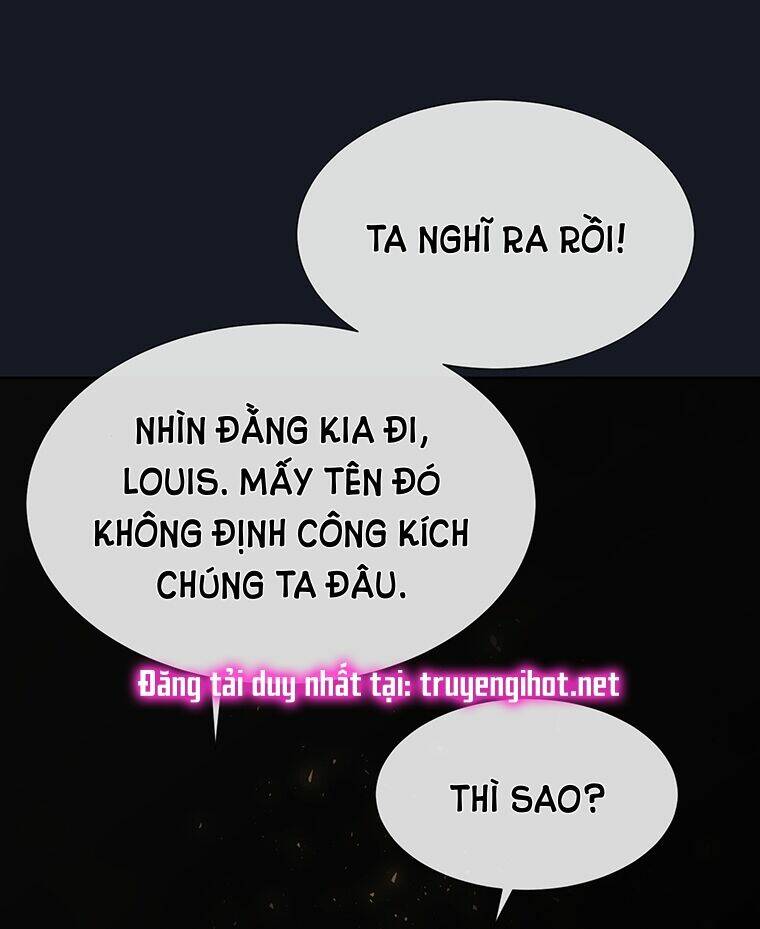 TA NGHĨ RA RỒI!
NHÌN ĐẰNG KIA ĐI,
LOUIS. MẤY TÊN ĐÓ
KHÔNG ĐỊNH CÔNG KÍCH
CHÚNG TA ĐÂU.
Đăng tải duy nhất tại: truyengihot.net
THÌ SAO?